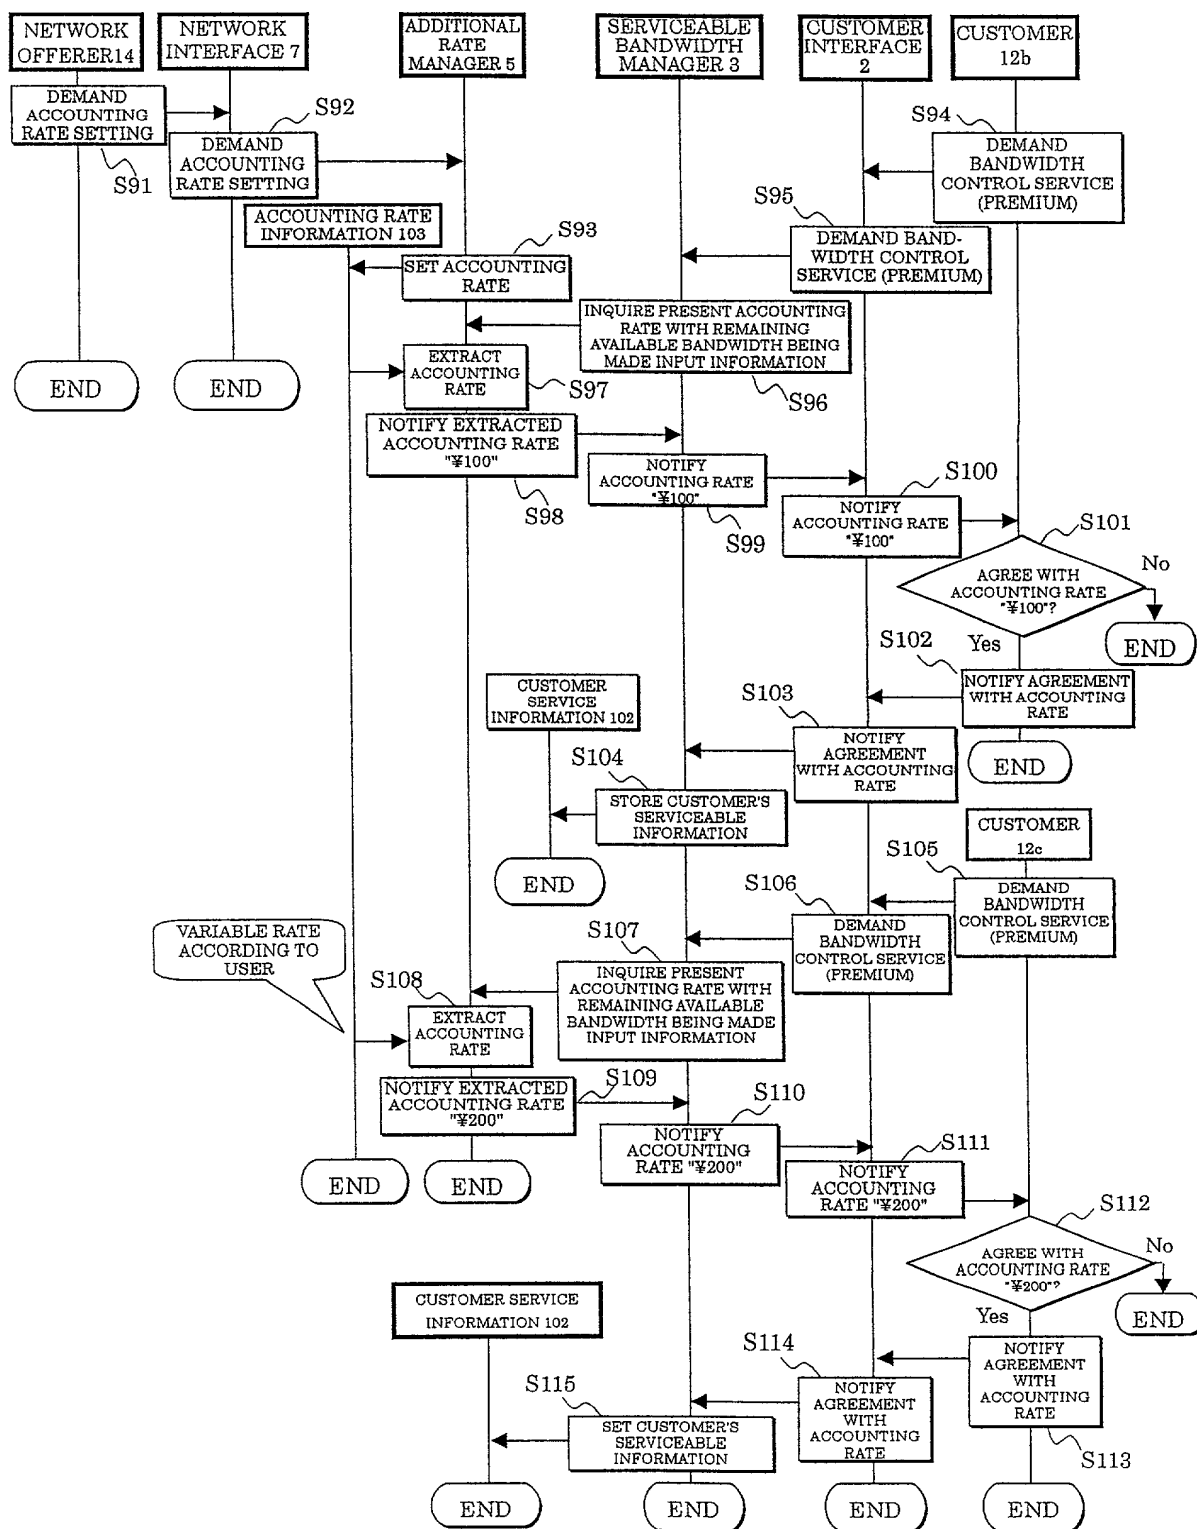 NETWORK
OFFERER14
NETWORK
INTERFACE 7
ADDITIONAL
RATE
MANAGER 5
SERVICEABLE
BANDWIDTH
MANAGER 3
CUSTOMER
INTERFACE
2
CUSTOMER
12b
DEMAND
ACCOUNTING
RATE SETTING
S91
S92
DEMAND
ACCOUNTING
RATE SETTING
S94
DEMAND
BANDWIDTH
CONTROL SERVICE
(PREMIUM)
S95
DEMAND BAND-
WIDTH CONTROL
SERVICE (PREMIUM)
ACCOUNTING RATE
INFORMATION 103
S93
SET ACCOUNTING
RATE
INQUIRE PRESENT ACCOUNTING
RATE WITH REMAINING
AVAILABLE BANDWIDTH BEING
MADE INPUT INFORMATION
S96
END
END
EXTRACT
ACCOUNTING
RATE
S97
NOTIFY EXTRACTED
ACCOUNTING RATE
"¥100"
S98
NOTIFY
ACCOUNTING RATE
"¥100"
S99
S100
NOTIFY
ACCOUNTING RATE
"¥100"
S101
AGREE WITH
ACCOUNTING RATE
"¥100"?
No
END
Yes
S102
NOTIFY AGREEMENT
WITH ACCOUNTING
RATE
END
S103
NOTIFY
AGREEMENT
WITH ACCOUNTING
RATE
CUSTOMER
SERVICE
INFORMATION 102
S104
STORE CUSTOMER'S
SERVICEABLE
INFORMATION
END
CUSTOMER
12c
S105
DEMAND
BANDWIDTH
CONTROL SERVICE
(PREMIUM)
S106
DEMAND
BANDWIDTH
CONTROL SERVICE
(PREMIUM)
S107
INQUIRE PRESENT
ACCOUNTING RATE WITH
REMAINING AVAILABLE
BANDWIDTH BEING MADE
INPUT INFORMATION
VARIABLE RATE
ACCORDING TO
USER
S108
EXTRACT
ACCOUNTING
RATE
NOTIFY EXTRACTED
ACCOUNTING RATE
"¥200"
S109
S110
NOTIFY
ACCOUNTING
RATE "¥200"
S111
NOTIFY
ACCOUNTING
RATE "¥200"
END
END
S112
AGREE WITH
ACCOUNTING RATE
"¥200"?
No
END
Yes
NOTIFY
AGREEMENT
WITH
ACCOUNTING
RATE
S113
S114
NOTIFY
AGREEMENT
WITH
ACCOUNTING
RATE
CUSTOMER SERVICE
INFORMATION 102
S115
SET CUSTOMER'S
SERVICEABLE
INFORMATION
END
END
END
END